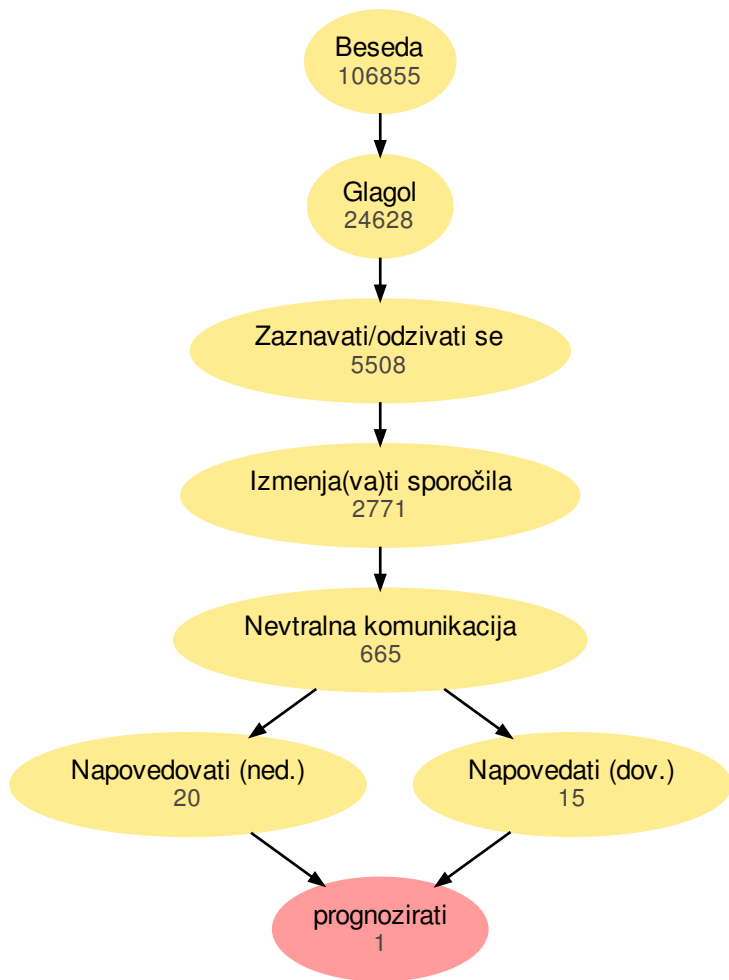 Beseda
106855
Glagol
24628
Zaznavati/odzivati se
5508
Izmenja(va)ti sporočila
2771
Nevtralna komunikacija
665
Napovedovati (ned.)
20
Napovedati (dov.)
15
prognozirati
1